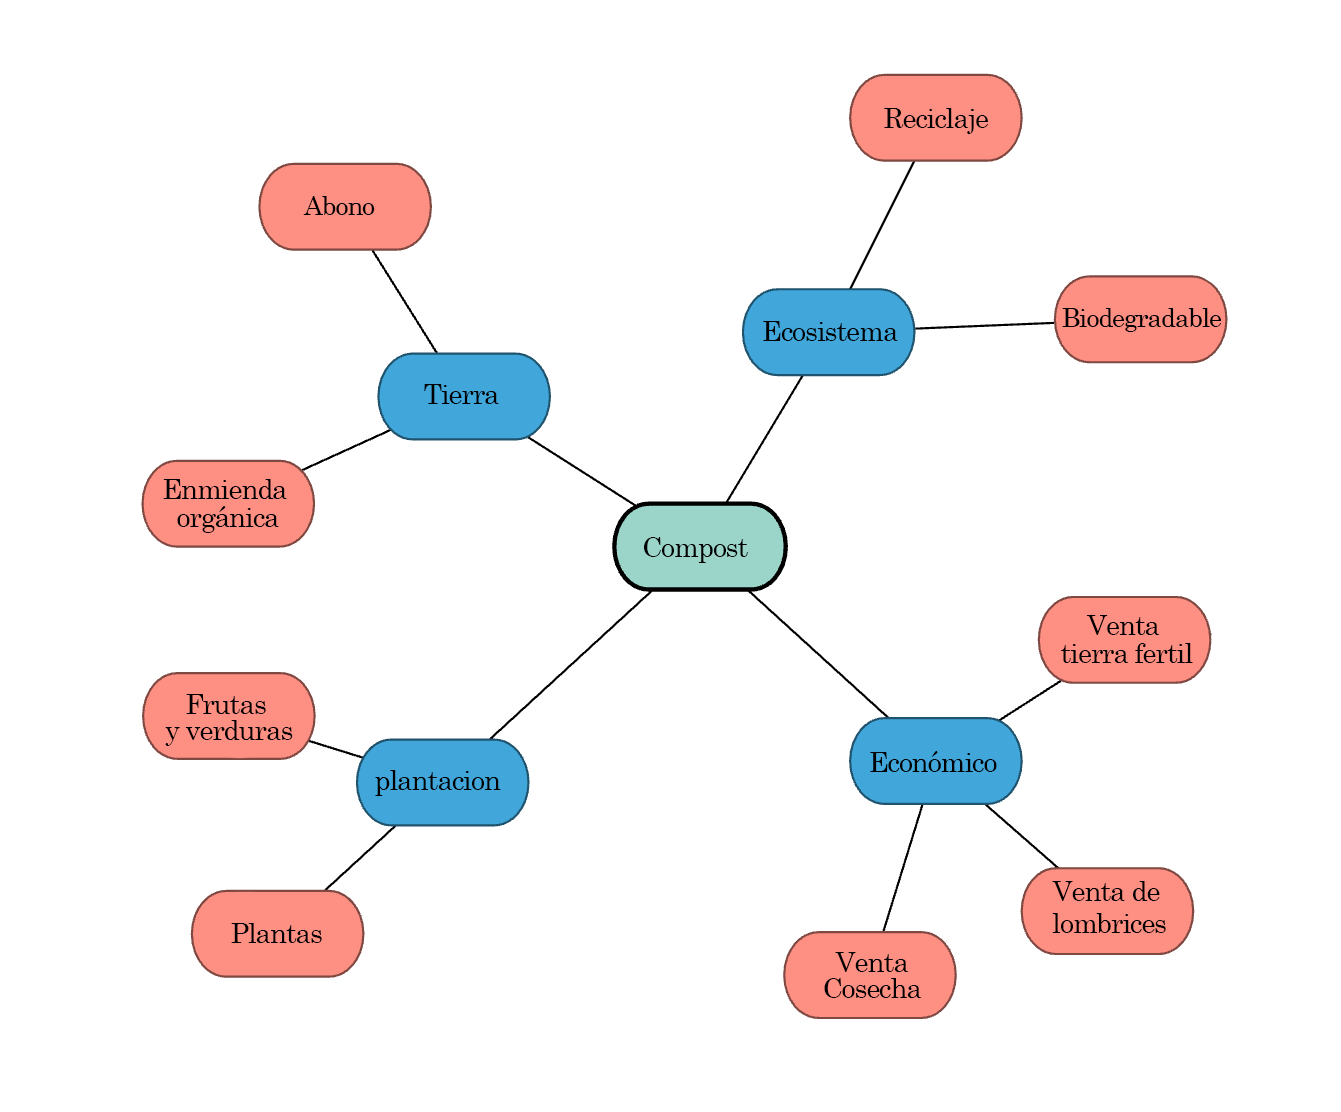 Reciclaje
Abono
Ecosistema
Biodegradable
Tierra
Enmienda
orgánica
Compost
Venta
tierra fertil
Frutas
y verduras
Económico
plantacion
Venta de
lombrices
Plantas
Venta
Cosecha